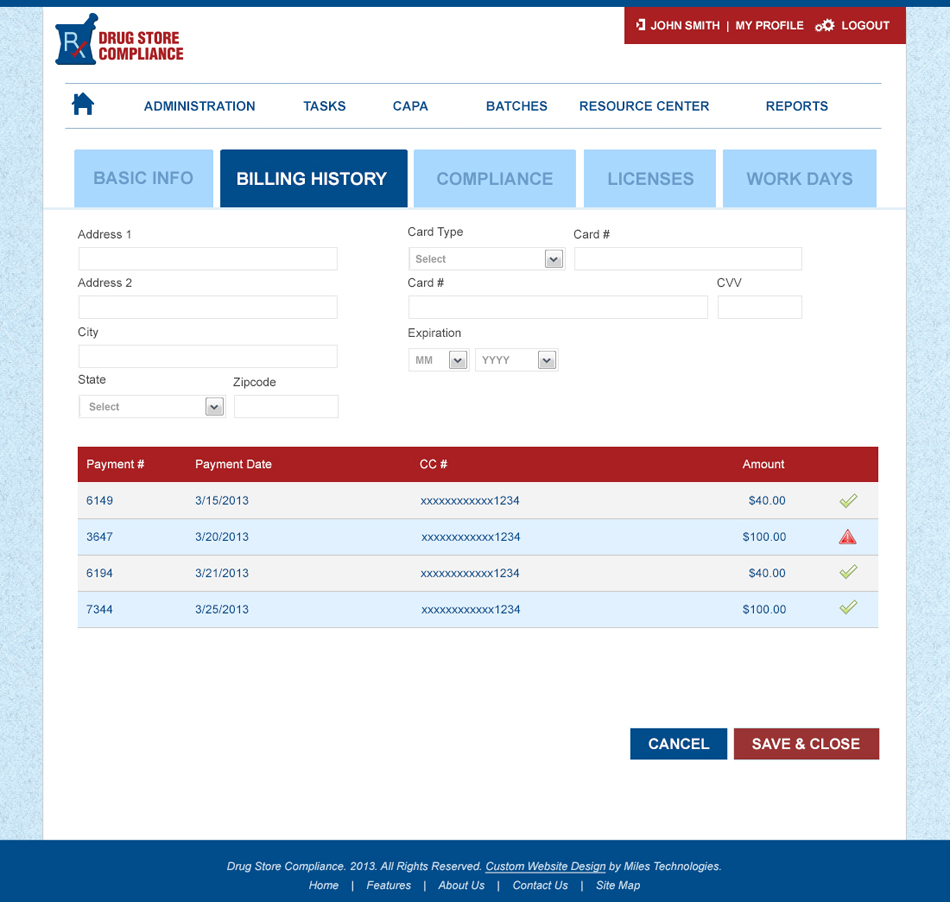 Rx DRUG STORE
COMPLIANCE
JOHN SMITH | MY PROFILE LOGOUT
ADMINISTRATION TASKS CAPA BATCHES RESOURCE CENTER REPORTS
BASIC INFO BILLING HISTORY COMPLIANCE LICENSES WORK DAYS
Address 1 Card Type Card #
Select
Address 2 Card # CVV
City Expiration
MM YYYY
State Zipcode
Select
Payment # Payment Date CC # Amount
6149 3/15/2013 xxxxxxxxxxxx1234 $40.00
3647 3/20/2013 xxxxxxxxxxxx1234 $100.00
6194 3/21/2013 xxxxxxxxxxxx1234 $40.00
7344 3/25/2013 xxxxxxxxxxxx1234 $100.00
CANCEL SAVE & CLOSE
Drug Store Compliance. 2013. All Rights Reserved. Custom Website Design by Miles Technologies.
Home | Features | About Us | Contact Us | Site Map